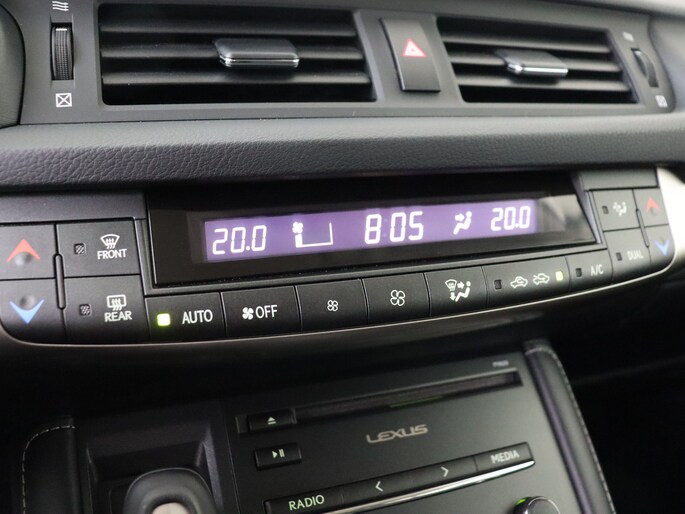 20.0 8:05 20.0
FRONT
REAR
AUTO
OFF
A/C
DUAL
LEXUS
MEDIA
RADIO